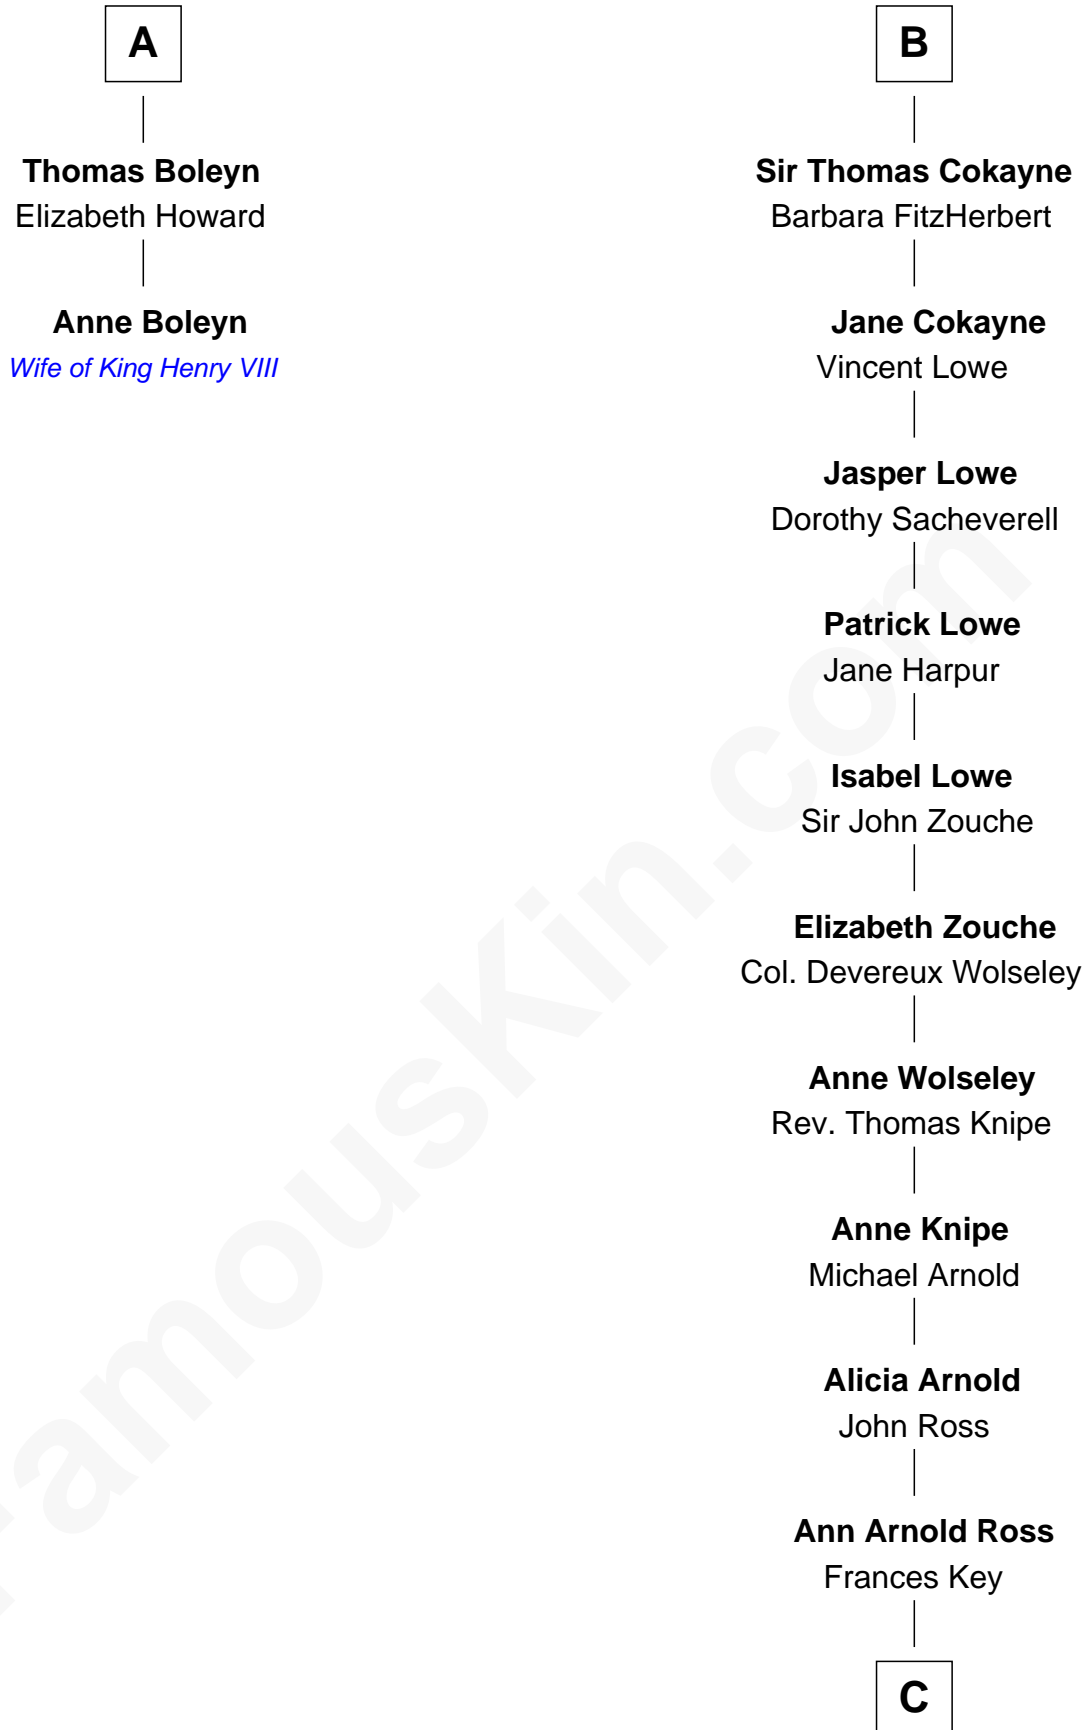 A
Thomas Boleyn
Elizabeth Howard
Anne Boleyn
Wife of King Henry VIII
B
Sir Thomas Cokayne
Barbara FitzHerbert
Jane Cokayne
Vincent Lowe
Jasper Lowe
Dorothy Sacheverell
Patrick Lowe
Jane Harpur
Isabel Lowe
Sir John Zouche
Elizabeth Zouche
Col. Devereux Wolseley
Anne Wolseley
Rev. Thomas Knipe
Anne Knipe
Michael Arnold
Alicia Arnold
John Ross
Ann Arnold Ross
Frances Key
C
FamousKin.com